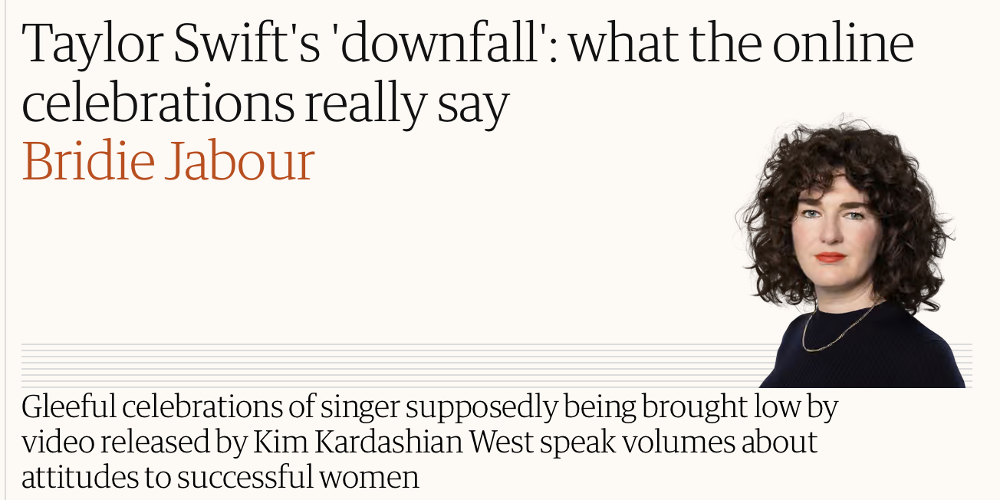 Taylor Swift's 'downfall': what the online
celebrations really say
Bridie Jabour
Gleeful celebrations of singer supposedly being brought low by
video released by Kim Kardashian West speak volumes about
attitudes to successful women